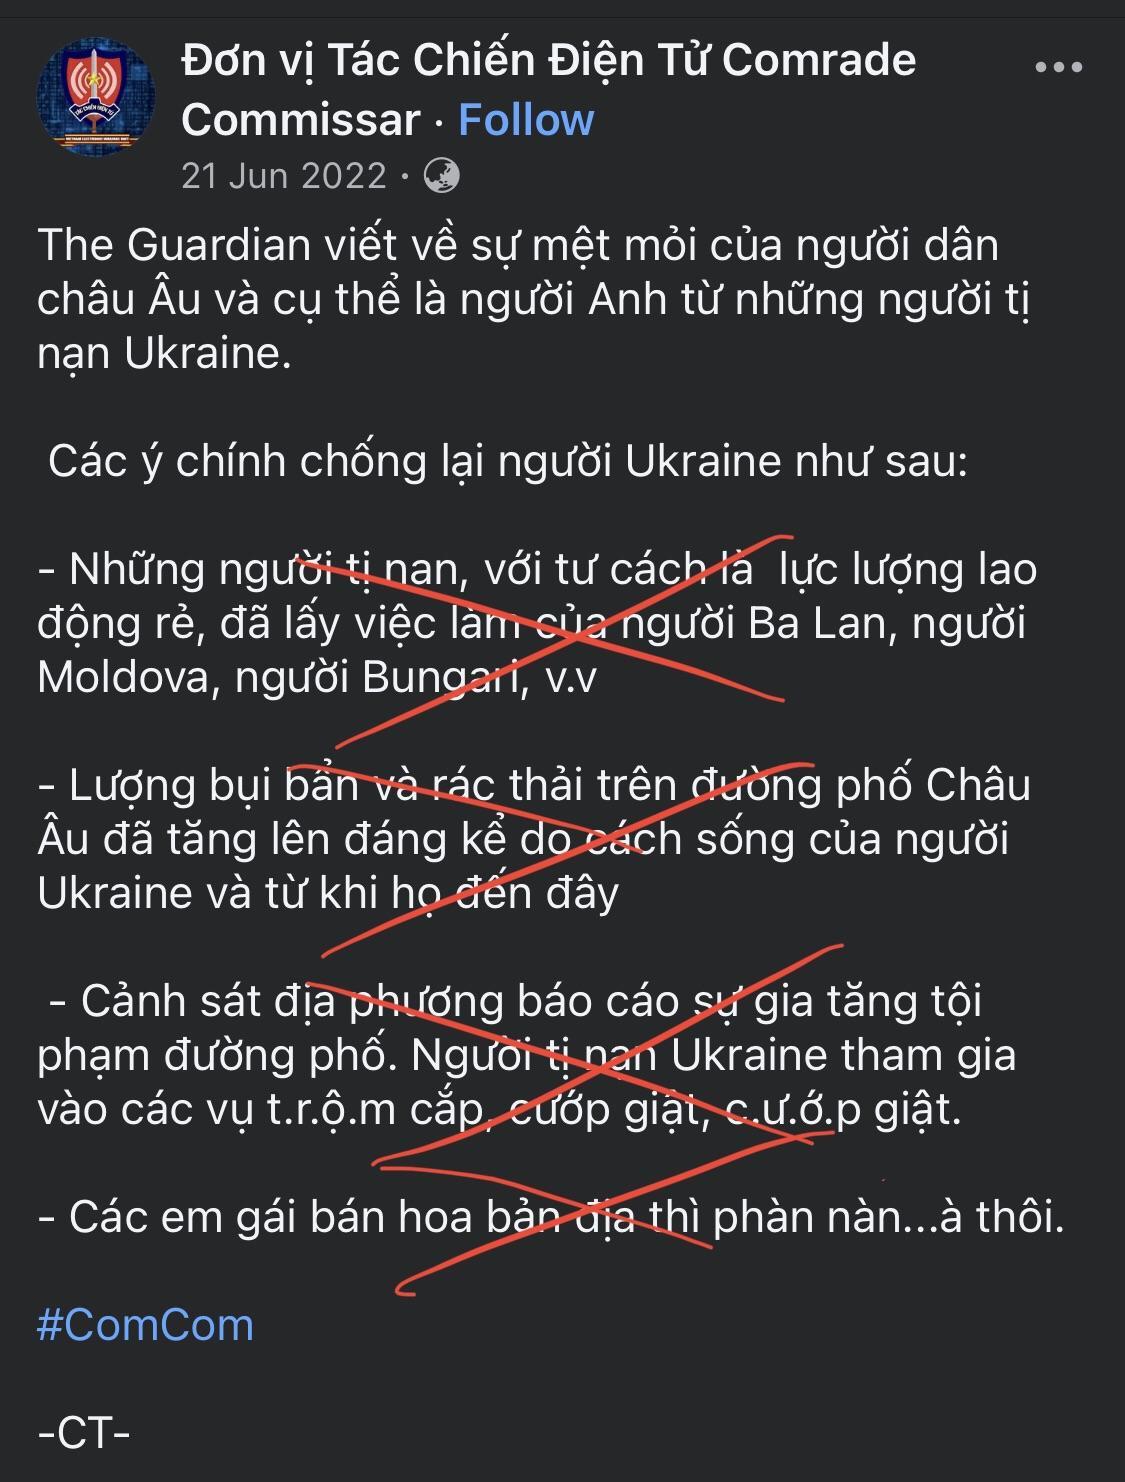 Đơn vị Tác Chiến Điện Tử Comrade
Commissar · Follow
21 Jun 2022 ·
The Guardian viết về sự mệt mỏi của người dân
châu Âu và cụ thể là người Anh từ những người tị
nạn Ukraine.
Các ý chính chống lại người Ukraine như sau:
- Những người tị nạn, với tư cách là lực lượng lao
động rẻ, đã lấy việc làm của người Ba Lan, người
Moldova, người Bungari, v.v
- Lượng bụi bẩn và rác thải trên đường phố Châu
Âu đã tăng lên đáng kể do cách sống của người
Ukraine và từ khi họ đến đây
- Cảnh sát địa phương báo cáo sự gia tăng tội
phạm đường phố. Người tị nạn Ukraine tham gia
vào các vụ t.r.ộ.m cắp, cướp giật, c.ư.ớ.p giật.
- Các em gái bán hoa bản địa thì phàn nàn...à thôi.
#ComCom
-CT-